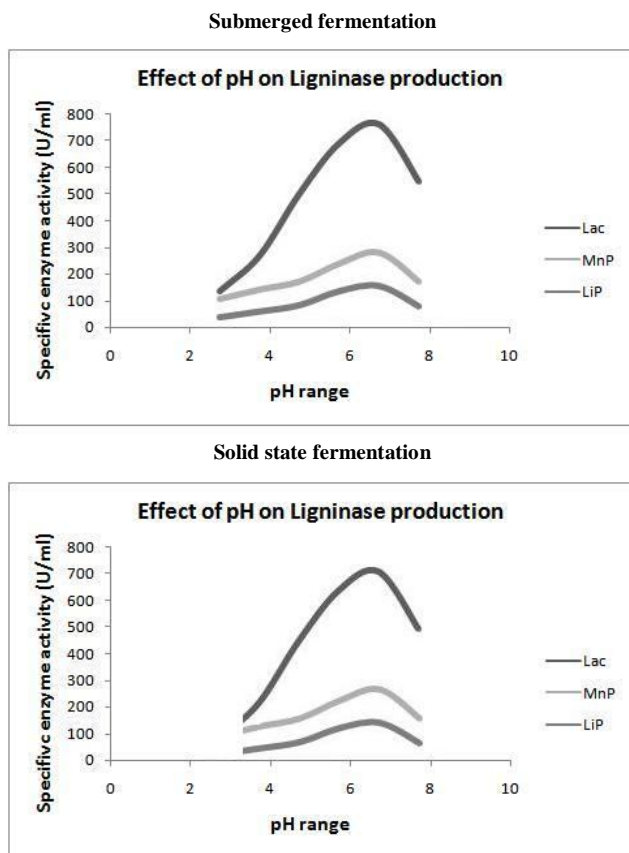 Submerged fermentation
Effect of pH on Ligninase production
Specifivc enzyme activity (U/ml)
800
700
600
500
400
300
200
100
0
0 2 4 6 8 10
pH range
Lac
MnP
LiP
Solid state fermentation
Effect of pH on Ligninase production
Specifivc enzyme activity (U/ml)
800
700
600
500
400
300
200
100
0
0 2 4 6 8 10
pH range
Lac
MnP
LiP